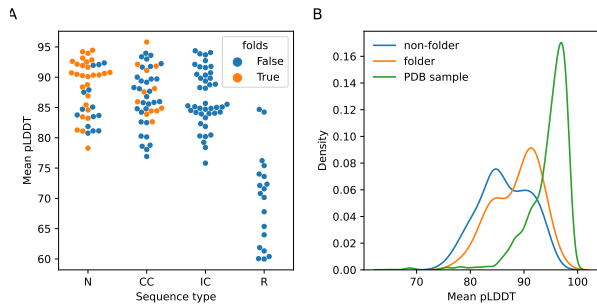 A
B
folds
False
True
95
90
85
80
75
70
65
60
Mean pLDDT
N
CC
IC
R
Sequence type
non-folder
folder
PDB sample
0.16
0.14
0.12
0.10
0.08
0.06
0.04
0.02
0.00
Density
70
80
90
100
Mean pLDDT